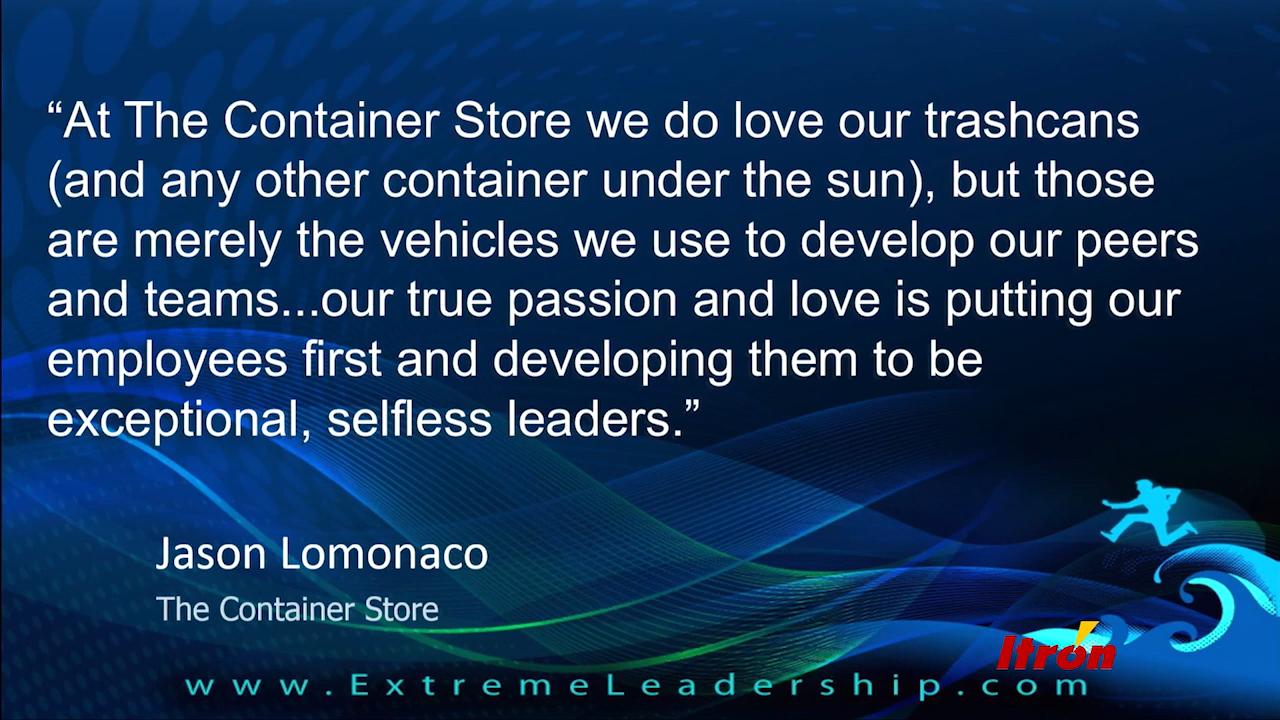 “At The Container Store we do love our trashcans
(and any other container under the sun), but those
are merely the vehicles we use to develop our peers
and teams...our true passion and love is putting our
employees first and developing them to be
exceptional, selfless leaders.”
Jason Lomonaco
The Container Store
Itron
www.ExtremeLeadership.com